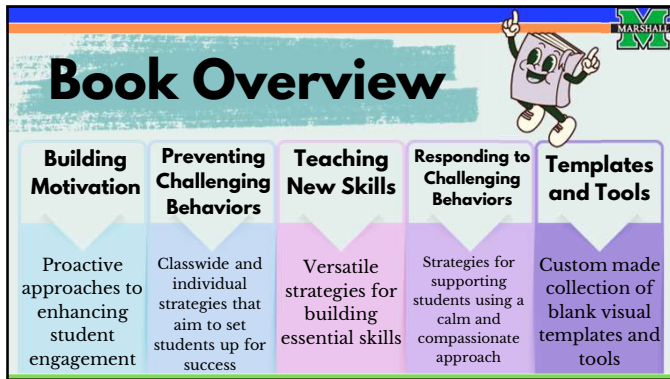 MARSHALL
Book Overview
Building
Motivation
Proactive
approaches to
enhancing
student
engagement
Preventing
Challenging
Behaviors
Classwide and
individual
strategies that
aim to set
students up for
success
Teaching
New Skills
Versatile
strategies for
building
essential skills
Responding to
Challenging
Behaviors
Strategies for
supporting
students using a
calm and
compassionate
approach
Templates
and Tools
Custom made
collection of
blank visual
templates and
tools